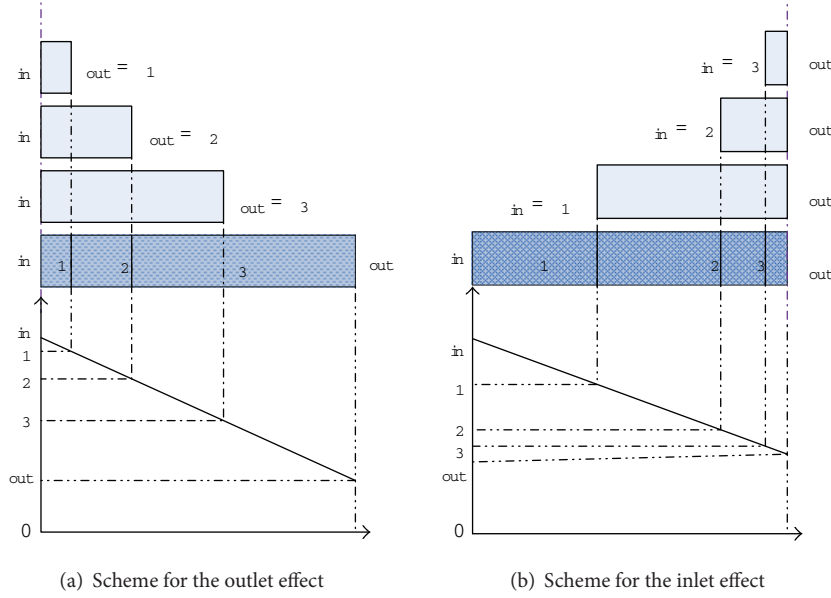 in
out = 1
in
out = 2
in
out = 3
in
1
2
3
out
in
1
2
3
out
0
(a) Scheme for the outlet effect
in = 3
out
in = 2
out
in = 1
out
in
1
2
3
out
in
1
2
3
out
0
(b) Scheme for the inlet effect